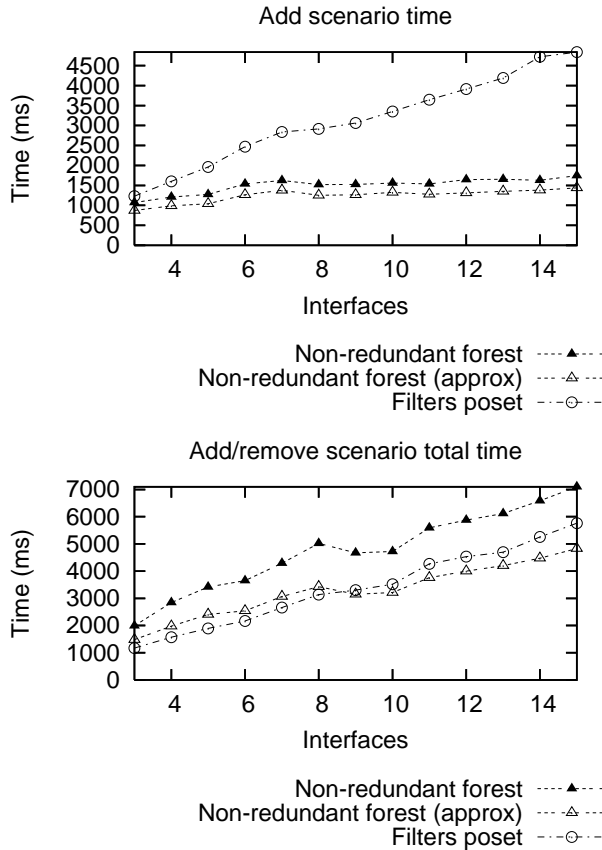 Add scenario time
4500
4000
3500
3000
2500
2000
1500
1000
500
0
Time (ms)
4 6 8 10 12 14
Interfaces
Non-redundant forest
Non-redundant forest (approx)
Filters poset
Add/remove scenario total time
7000
6000
5000
4000
3000
2000
1000
0
Time (ms)
4 6 8 10 12 14
Interfaces
Non-redundant forest
Non-redundant forest (approx)
Filters poset